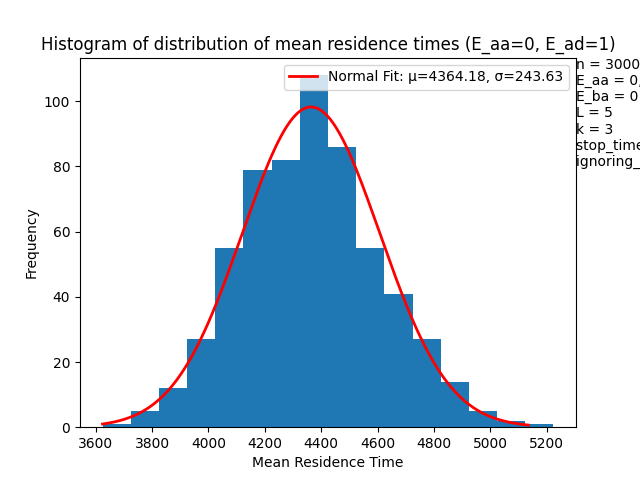 Histogram of distribution of mean residence times (E_aa=0, E_ad=1)
Normal Fit: μ=4364.18, σ=243.63
n = 3000
E_aa = 0,
E_ba = 0
L = 5
k = 3
stop_time
ignoring_
Frequency
100
80
60
40
20
0
3600 3800 4000 4200 4400 4600 4800 5000 5200
Mean Residence Time